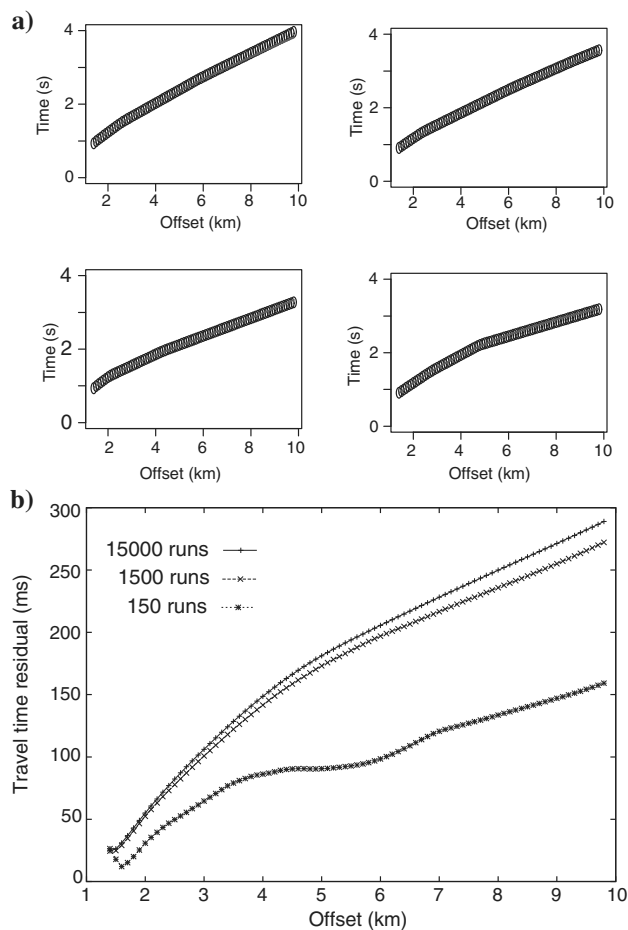 a)
4
2
0
Time (s)
2 4 6 8 10
Offset (km)
4
2
0
Time (s)
2 4 6 8 10
Offset (km)
4
2
0
Time (s)
2 4 6 8 10
Offset (km)
4
2
0
Time (s)
2 4 6 8 10
Offset (km)
b)
300
250
200
150
100
50
0
Travel time residual (ms)
15000 runs
1500 runs
150 runs
1 2 3 4 5 6 7 8 9 10
Offset (km)